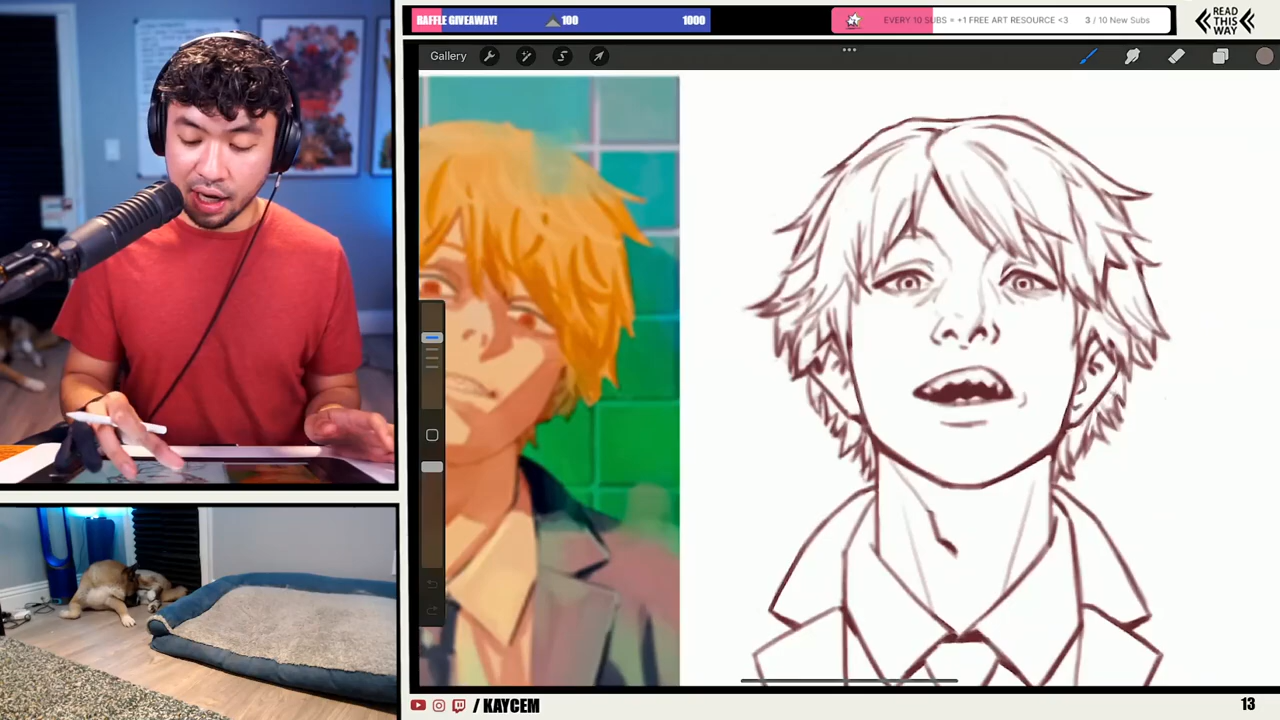 RAFFLE GIVEAWAY!
100
1000
EVERY 10 SUBS = +1 FREE ART RESOURCE <3
3 / 10 New Subs
READ
THIS
WAY
Gallery
/ KAYCEM
13